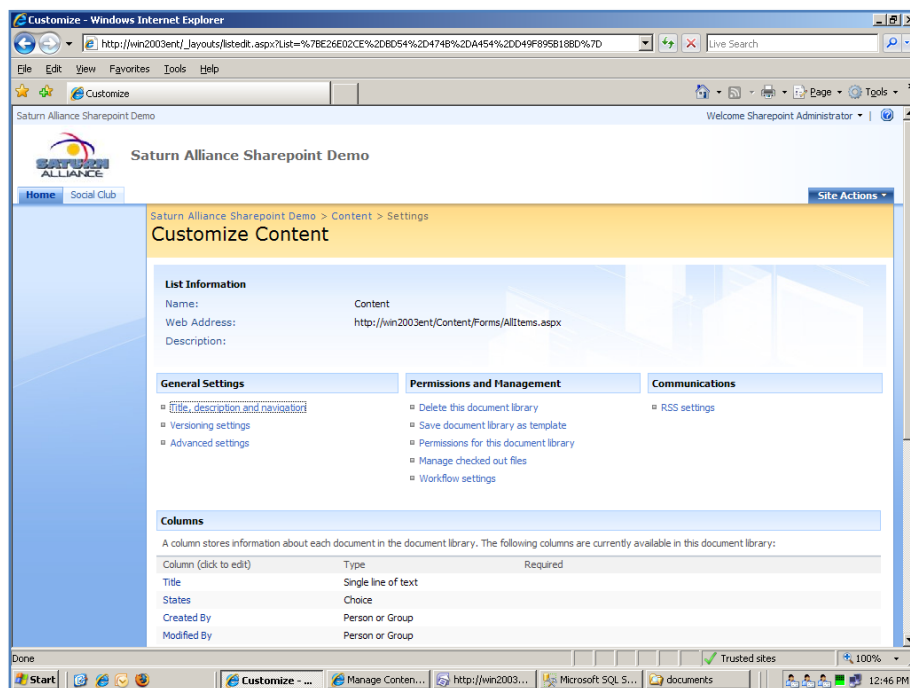 Customize - Windows Internet Explorer
http://win2003ent/_layouts/listedit.aspx?List=%7BE26E02CE%2DBD54%2D474B%2DA454%2DD49F895B18BD%7D
Live Search
File Edit View Favorites Tools Help
Customize
Page Tools
Saturn Alliance Sharepoint Demo
Welcome Sharepoint Administrator
SATURN
ALLIANCE
Saturn Alliance Sharepoint Demo
Home Social Club
Site Actions
Saturn Alliance Sharepoint Demo > Content > Settings
Customize Content
List Information
Name: Content
Web Address: http://win2003ent/Content/Forms/AllItems.aspx
Description:
General Settings Permissions and Management Communications
Title, description and navigation Delete this document library RSS settings
Versioning settings Save document library as template
Advanced settings Permissions for this document library
Manage checked out files
Workflow settings
Columns
A column stores information about each document in the document library. The following columns are currently available in this document library:
Column (click to edit) Type Required
Title Single line of text
States Choice
Created By Person or Group
Modified By Person or Group
Done Trusted sites 100%
Start Customize - ... Manage Conten... http://win2003... Microsoft SQL S... documents 12:46 PM